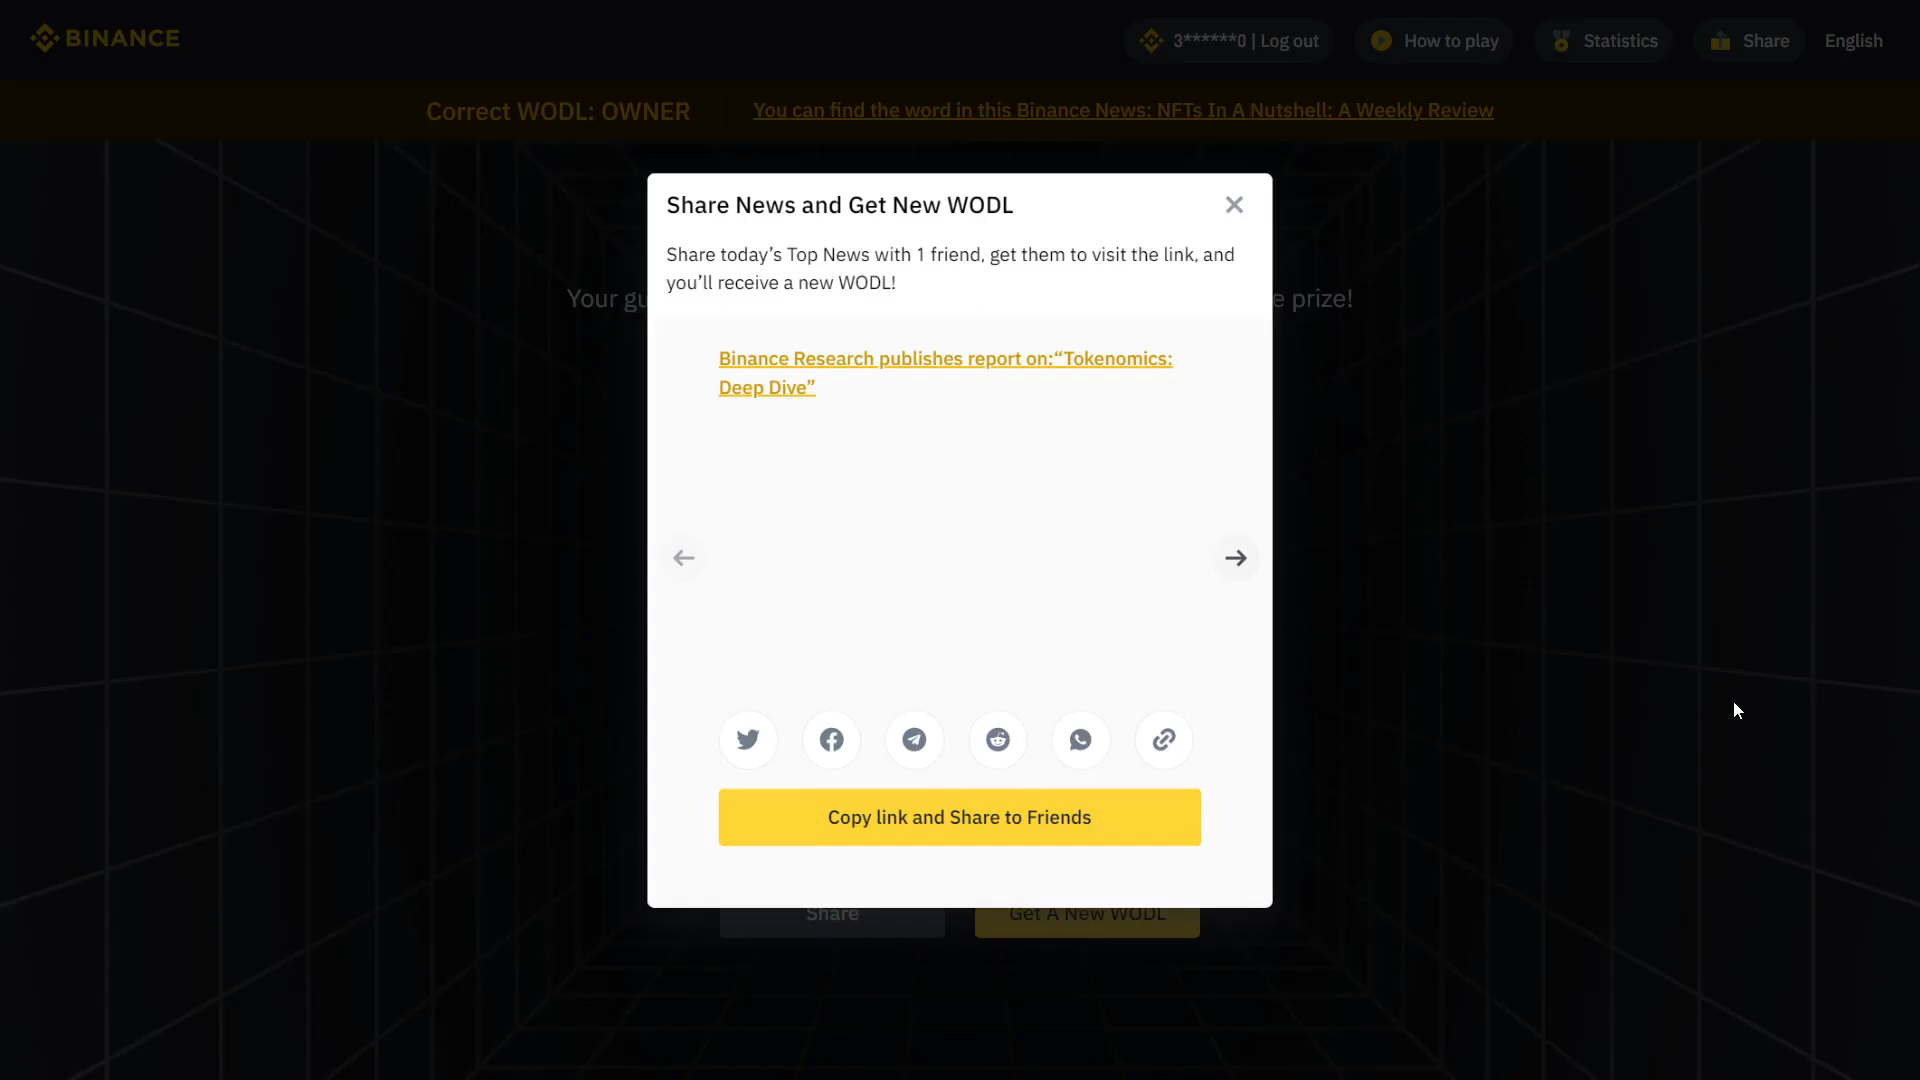 BINANCE
3******0 | Log out
How to play
Statistics
Share
English
Correct WODL: OWNER
You can find the word in this Binance News: NFTs In A Nutshell: A Weekly Review
Share News and Get New WODL
Share today’s Top News with 1 friend, get them to visit the link, and
you’ll receive a new WODL!
Your gu
e prize!
Binance Research publishes report on:“Tokenomics:
Deep Dive”
Copy link and Share to Friends
Share
Get A New WODL